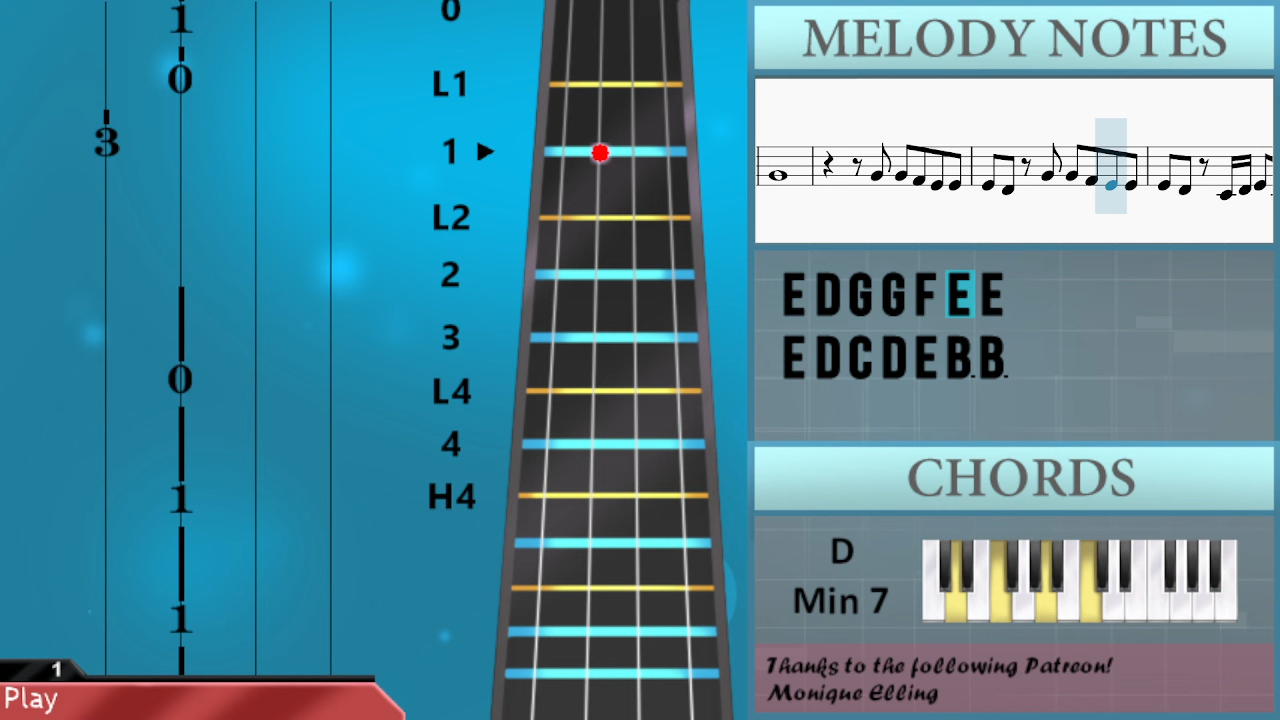 1
0
3
0
1
1
1
Play
0
L1
1
L2
2
3
L4
4
H4
MELODY NOTES
EDGGFEE
EDCDEB.B.
CHORDS
D
Min 7
Thanks to the following Patreon!
Monique Elling